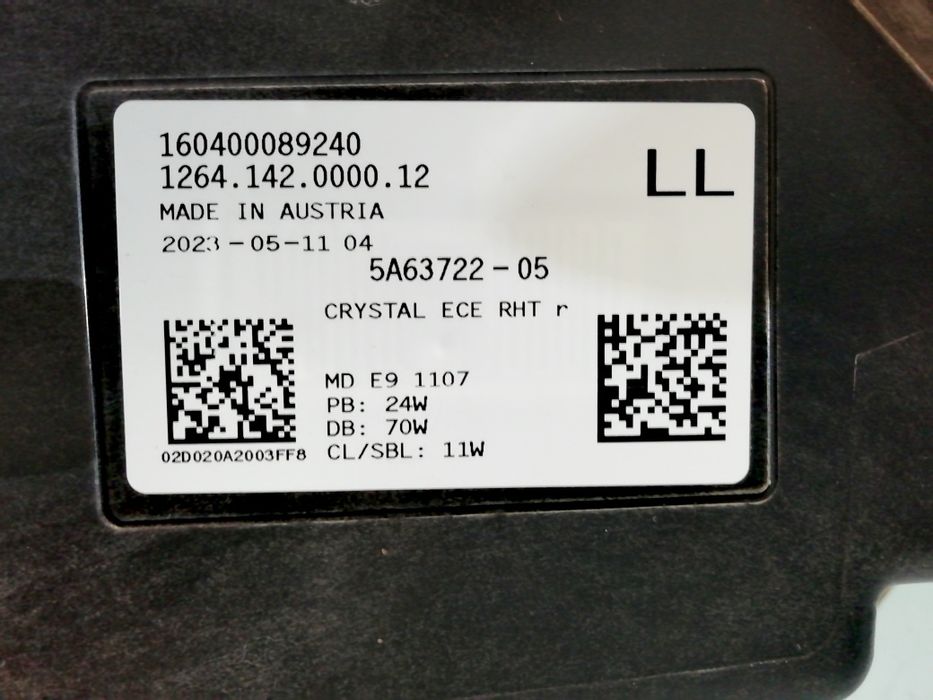 160400089240
LL
1264.142.0000.12
MADE IN AUSTRIA
2023-05-11 04
5A63722-05
CRYSTAL ECE RHT r
MD E9 1107
PB: 24W
DB: 70W
CL/SBL: 11W
02D020A2003FF8